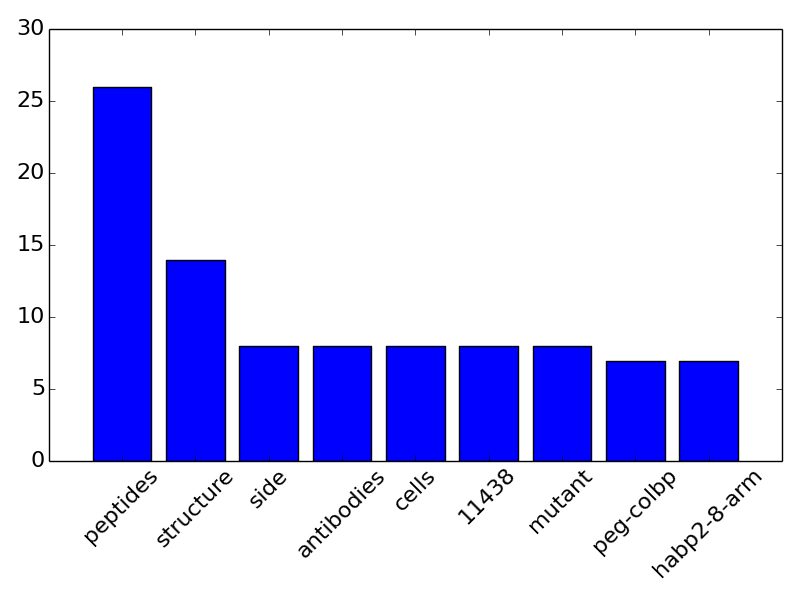 30
25
20
15
10
5
0
peptides
structure
side
antibodies
cells
11438
mutant
peg-colbp
habp2-8-arm